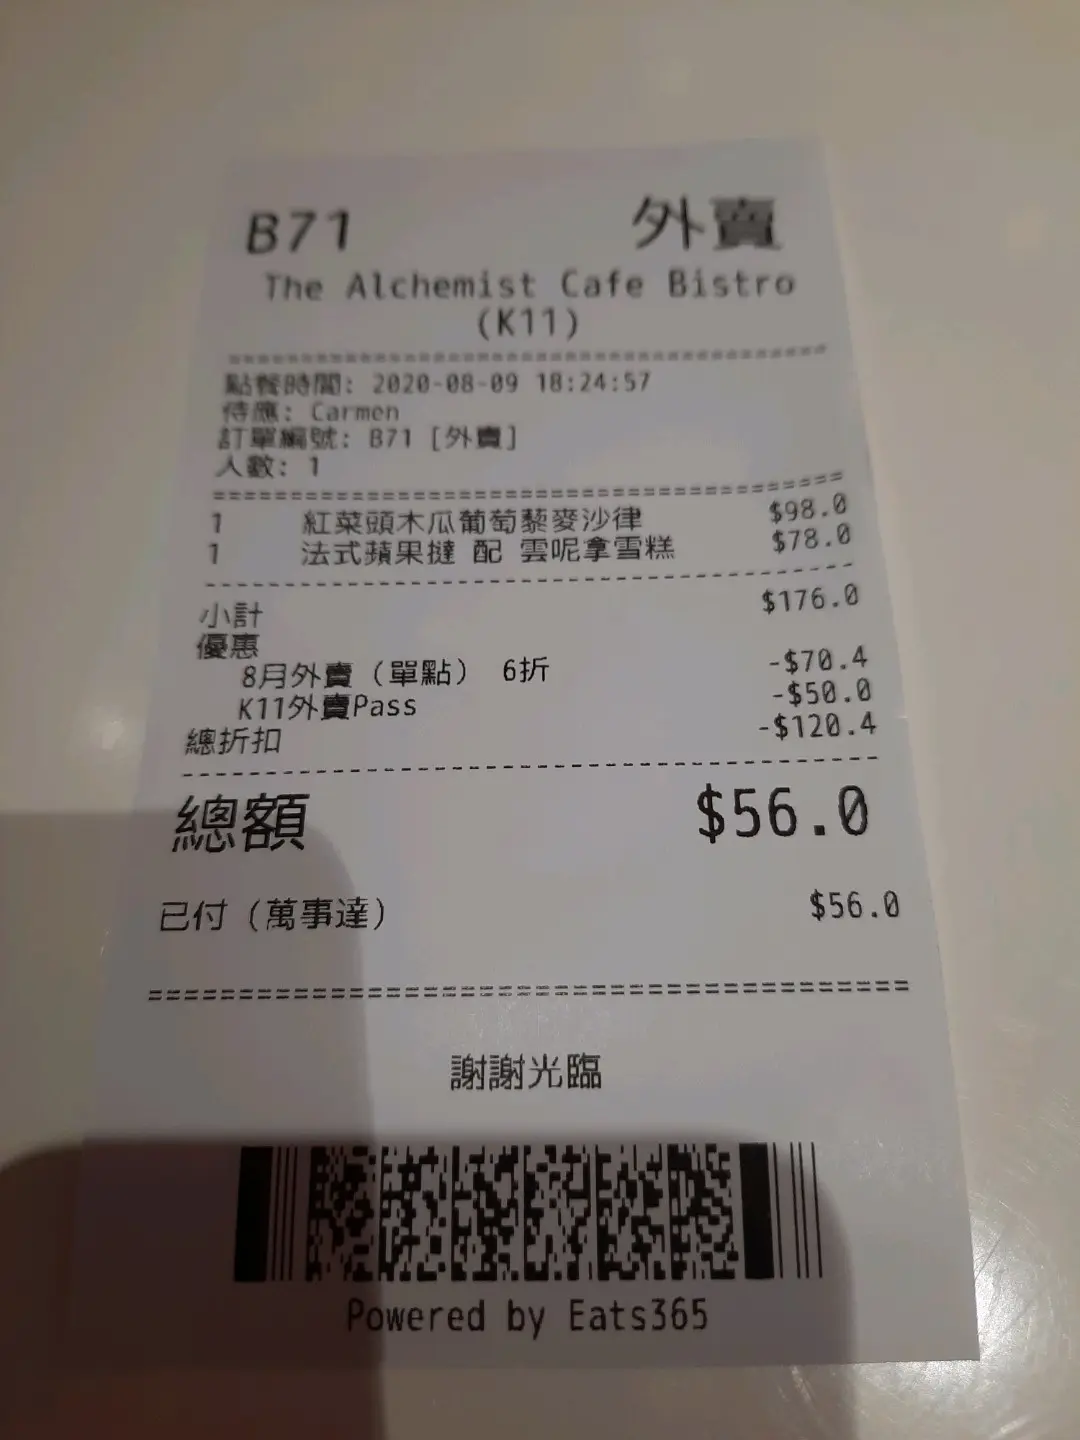 B71 外賣
The Alchemist Cafe Bistro
(K11)
點餐時間: 2020-08-09 18:24:57
侍應: Carmen
訂單編號: B71 [外賣]
人數: 1
1 紅菜頭木瓜葡萄藜麥沙律 $98.0
1 法式蘋果撻 配 雲呢拿雪糕 $78.0
小計 $176.0
優惠
8月外賣（單點） 6折 -$70.4
K11外賣Pass -$50.0
總折扣 -$120.4
總額 $56.0
已付（萬事達） $56.0
謝謝光臨
Powered by Eats365